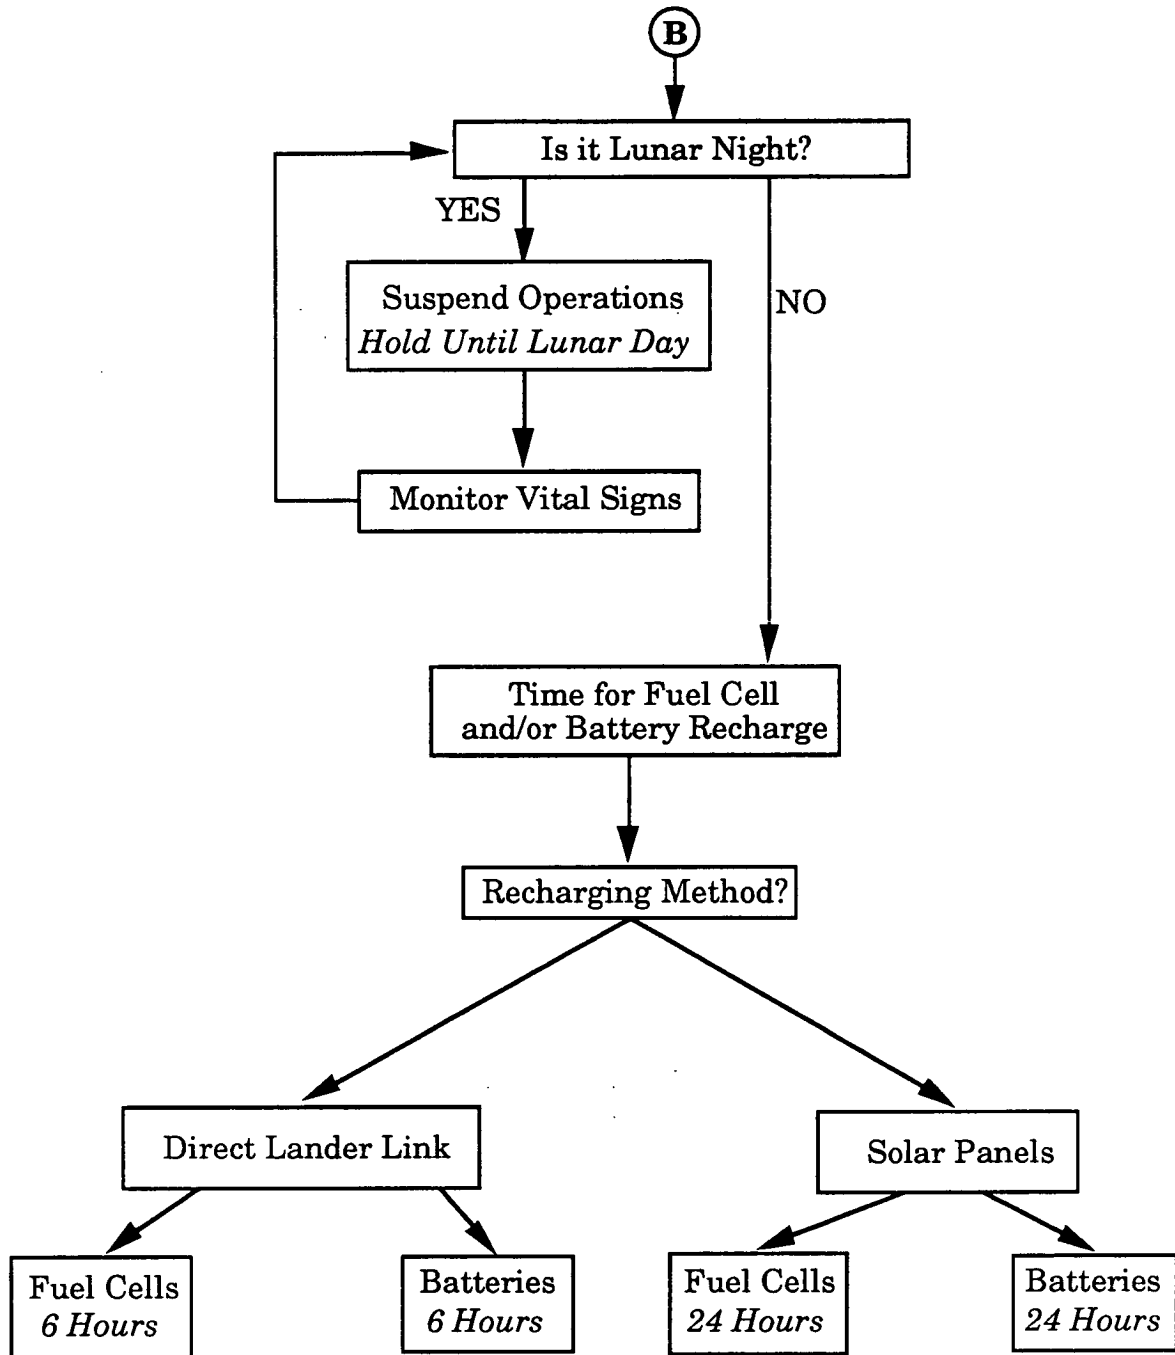 B
Is it Lunar Night?
YES
Suspend Operations
Hold Until Lunar Day
NO
Monitor Vital Signs
Time for Fuel Cell
and/or Battery Recharge
Recharging Method?
Direct Lander Link
Solar Panels
Fuel Cells
6 Hours
Batteries
6 Hours
Fuel Cells
24 Hours
Batteries
24 Hours